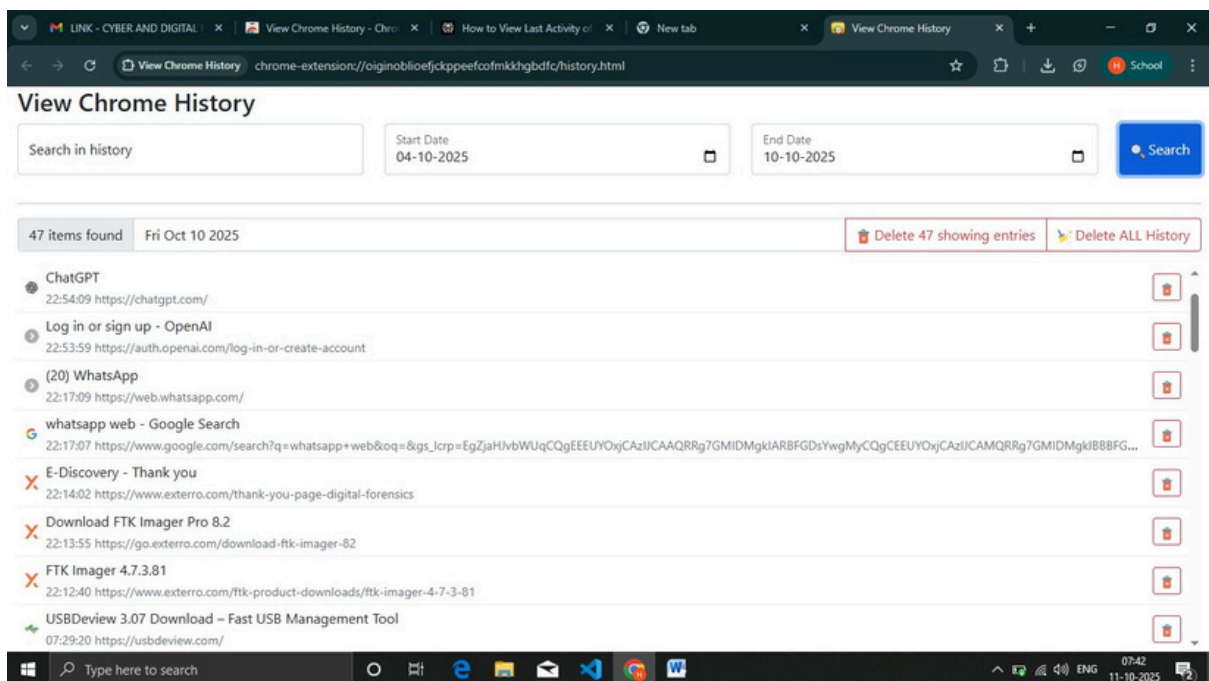 LINK - CYBER AND DIGITAL
View Chrome History - Chro
How to View Last Activity of
New tab
View Chrome History
View Chrome History
chrome-extension://oiginoblioefjckppeefcofmkkhgbdfc/history.html
H School
View Chrome History
Search in history
Start Date
04-10-2025
End Date
10-10-2025
Search
47 items found
Fri Oct 10 2025
Delete 47 showing entries
Delete ALL History
ChatGPT
22:54:09 https://chatgpt.com/
Log in or sign up - OpenAI
22:53:59 https://auth.openai.com/log-in-or-create-account
(20) WhatsApp
22:17:09 https://web.whatsapp.com/
whatsapp web - Google Search
22:17:07 https://www.google.com/search?q=whatsapp+web&oq=&gs_lcrp=
E-Discovery - Thank you
22:14:02 https://www.exterro.com/thank-you-page-digital-forensics
Download FTK Imager Pro 8.2
22:13:55 https://go.exterro.com/download-ftk-imager-82
FTK Imager 4.7.3.81
22:12:40 https://www.exterro.com/ftk-product-downloads/ftk-imager-4-7-3-81
USBDeview 3.07 Download – Fast USB Management Tool
07:29:20 https://usbdeview.com/
Type here to search
ENG
07:42
11-10-2025
2